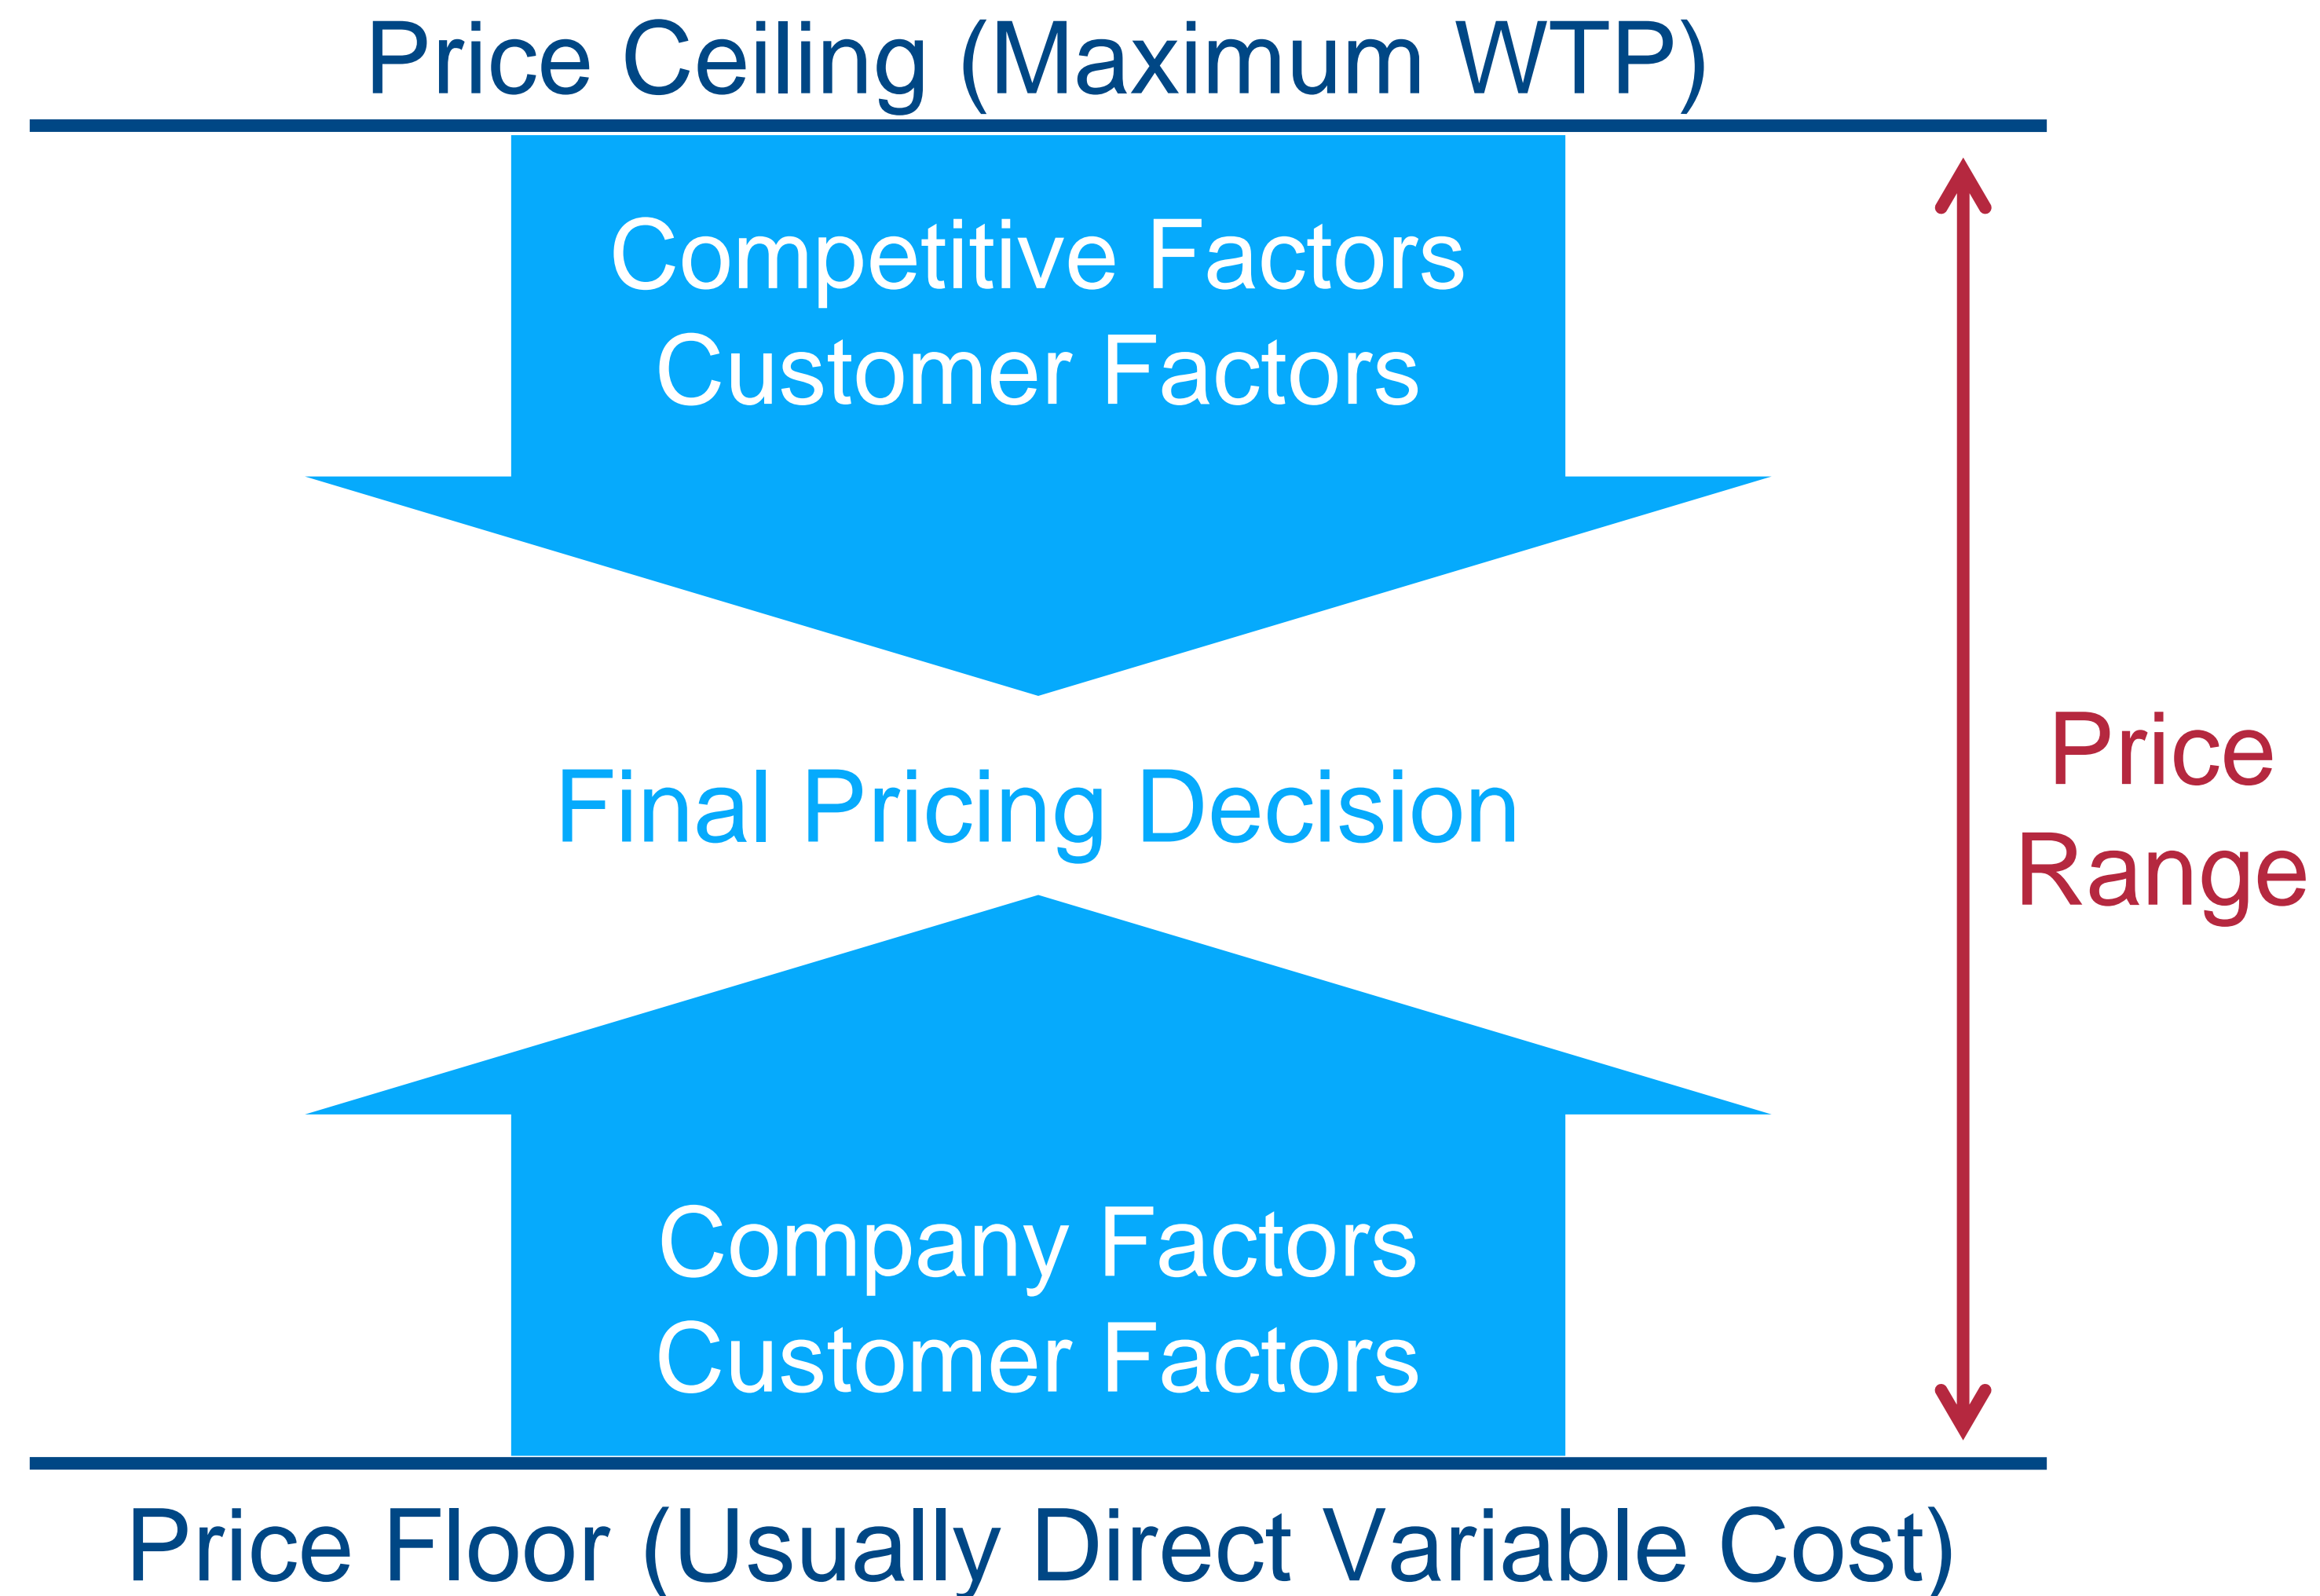 Price Ceiling (Maximum WTP)
Competitive Factors
Customer Factors
Final Pricing Decision
Price
Range
Company Factors
Customer Factors
Price Floor (Usually Direct Variable Cost)